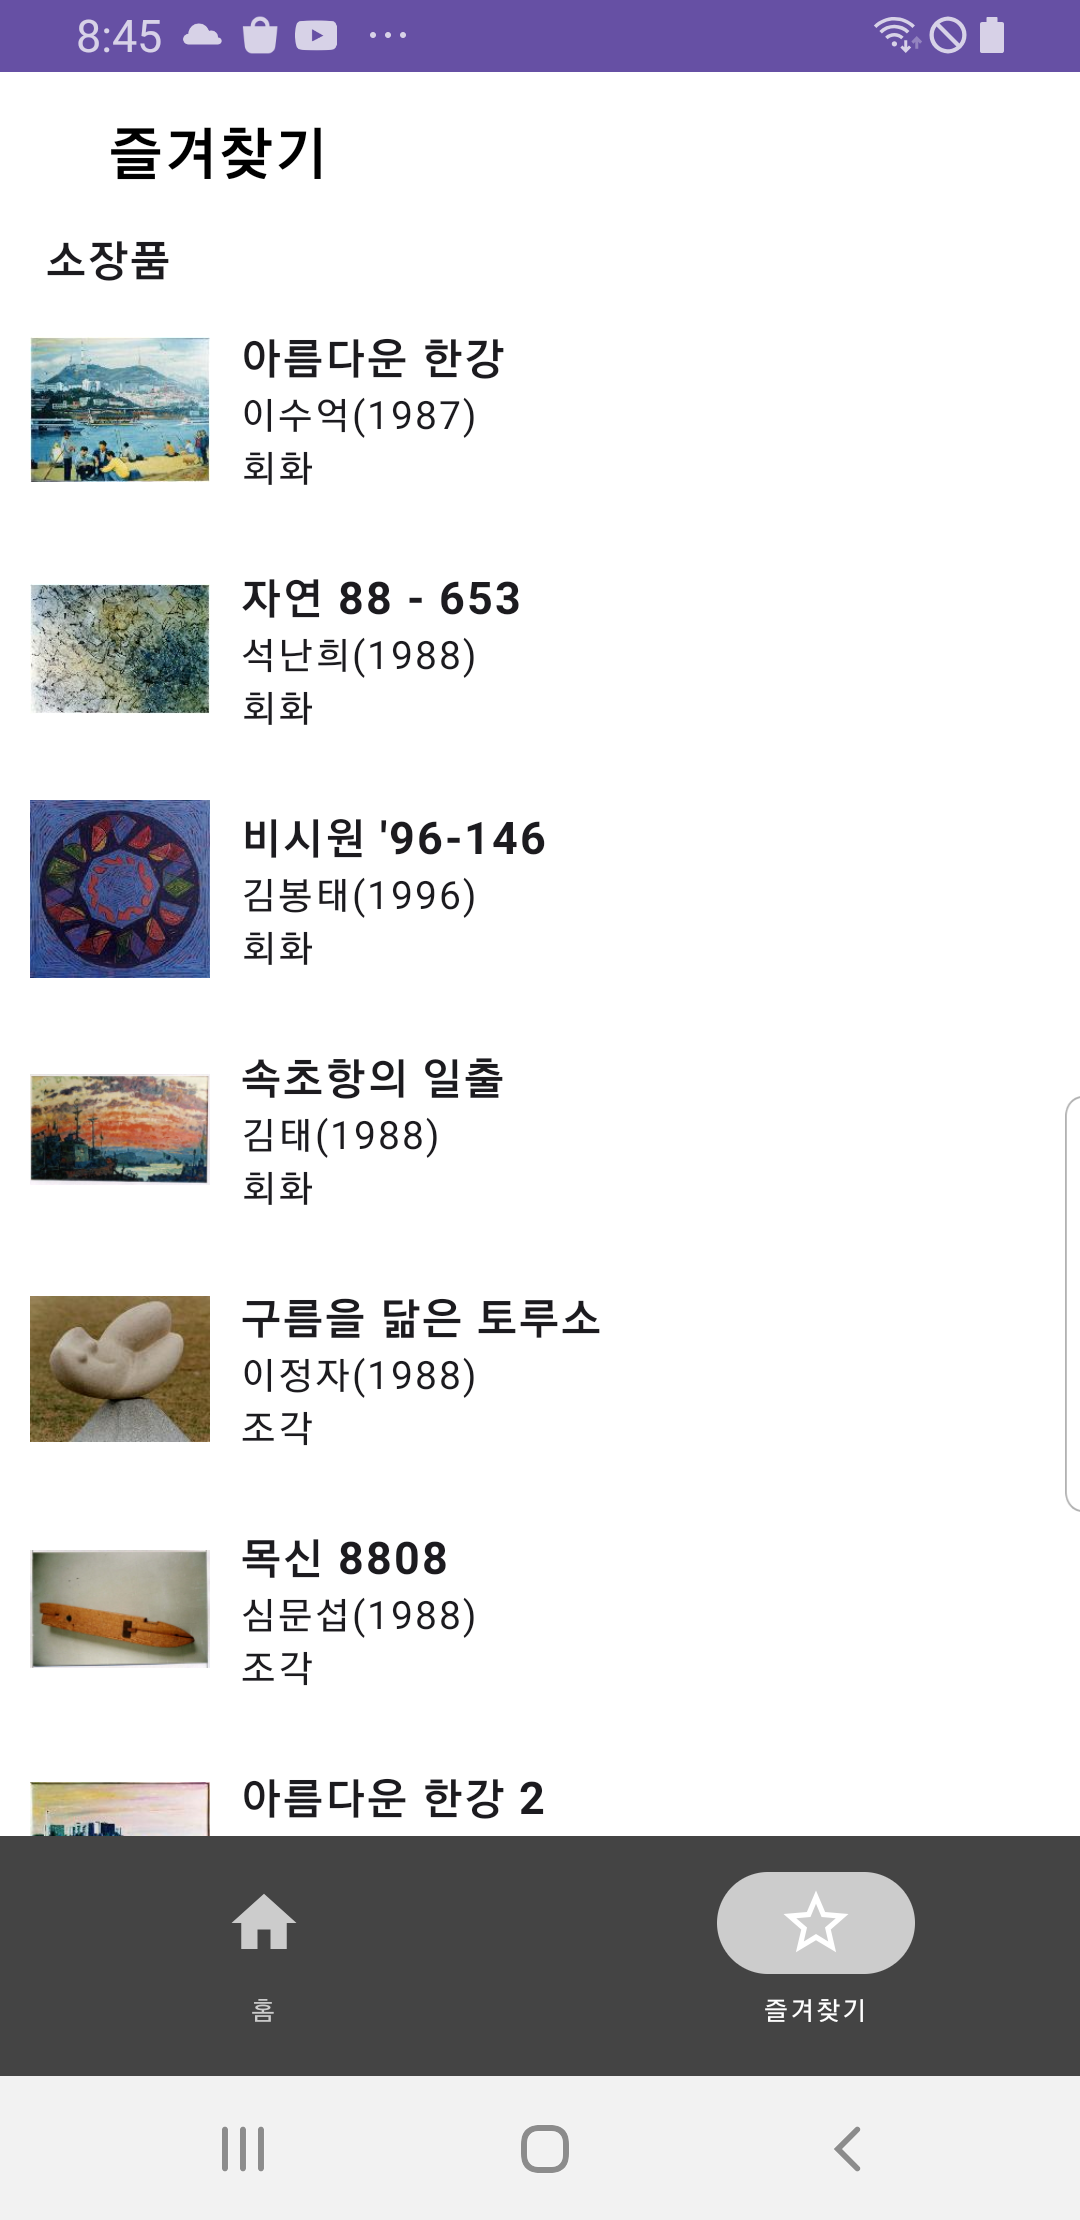 8:45
즐겨찾기
소장품
아름다운 한강
이수억(1987)
회화
자연 88 - 653
석난희(1988)
회화
비시원 '96-146
김봉태(1996)
회화
속초항의 일출
김태(1988)
회화
구름을 닮은 토루소
이정자(1988)
조각
목신 8808
심문섭(1988)
조각
아름다운 한강 2
홈
즐겨찾기